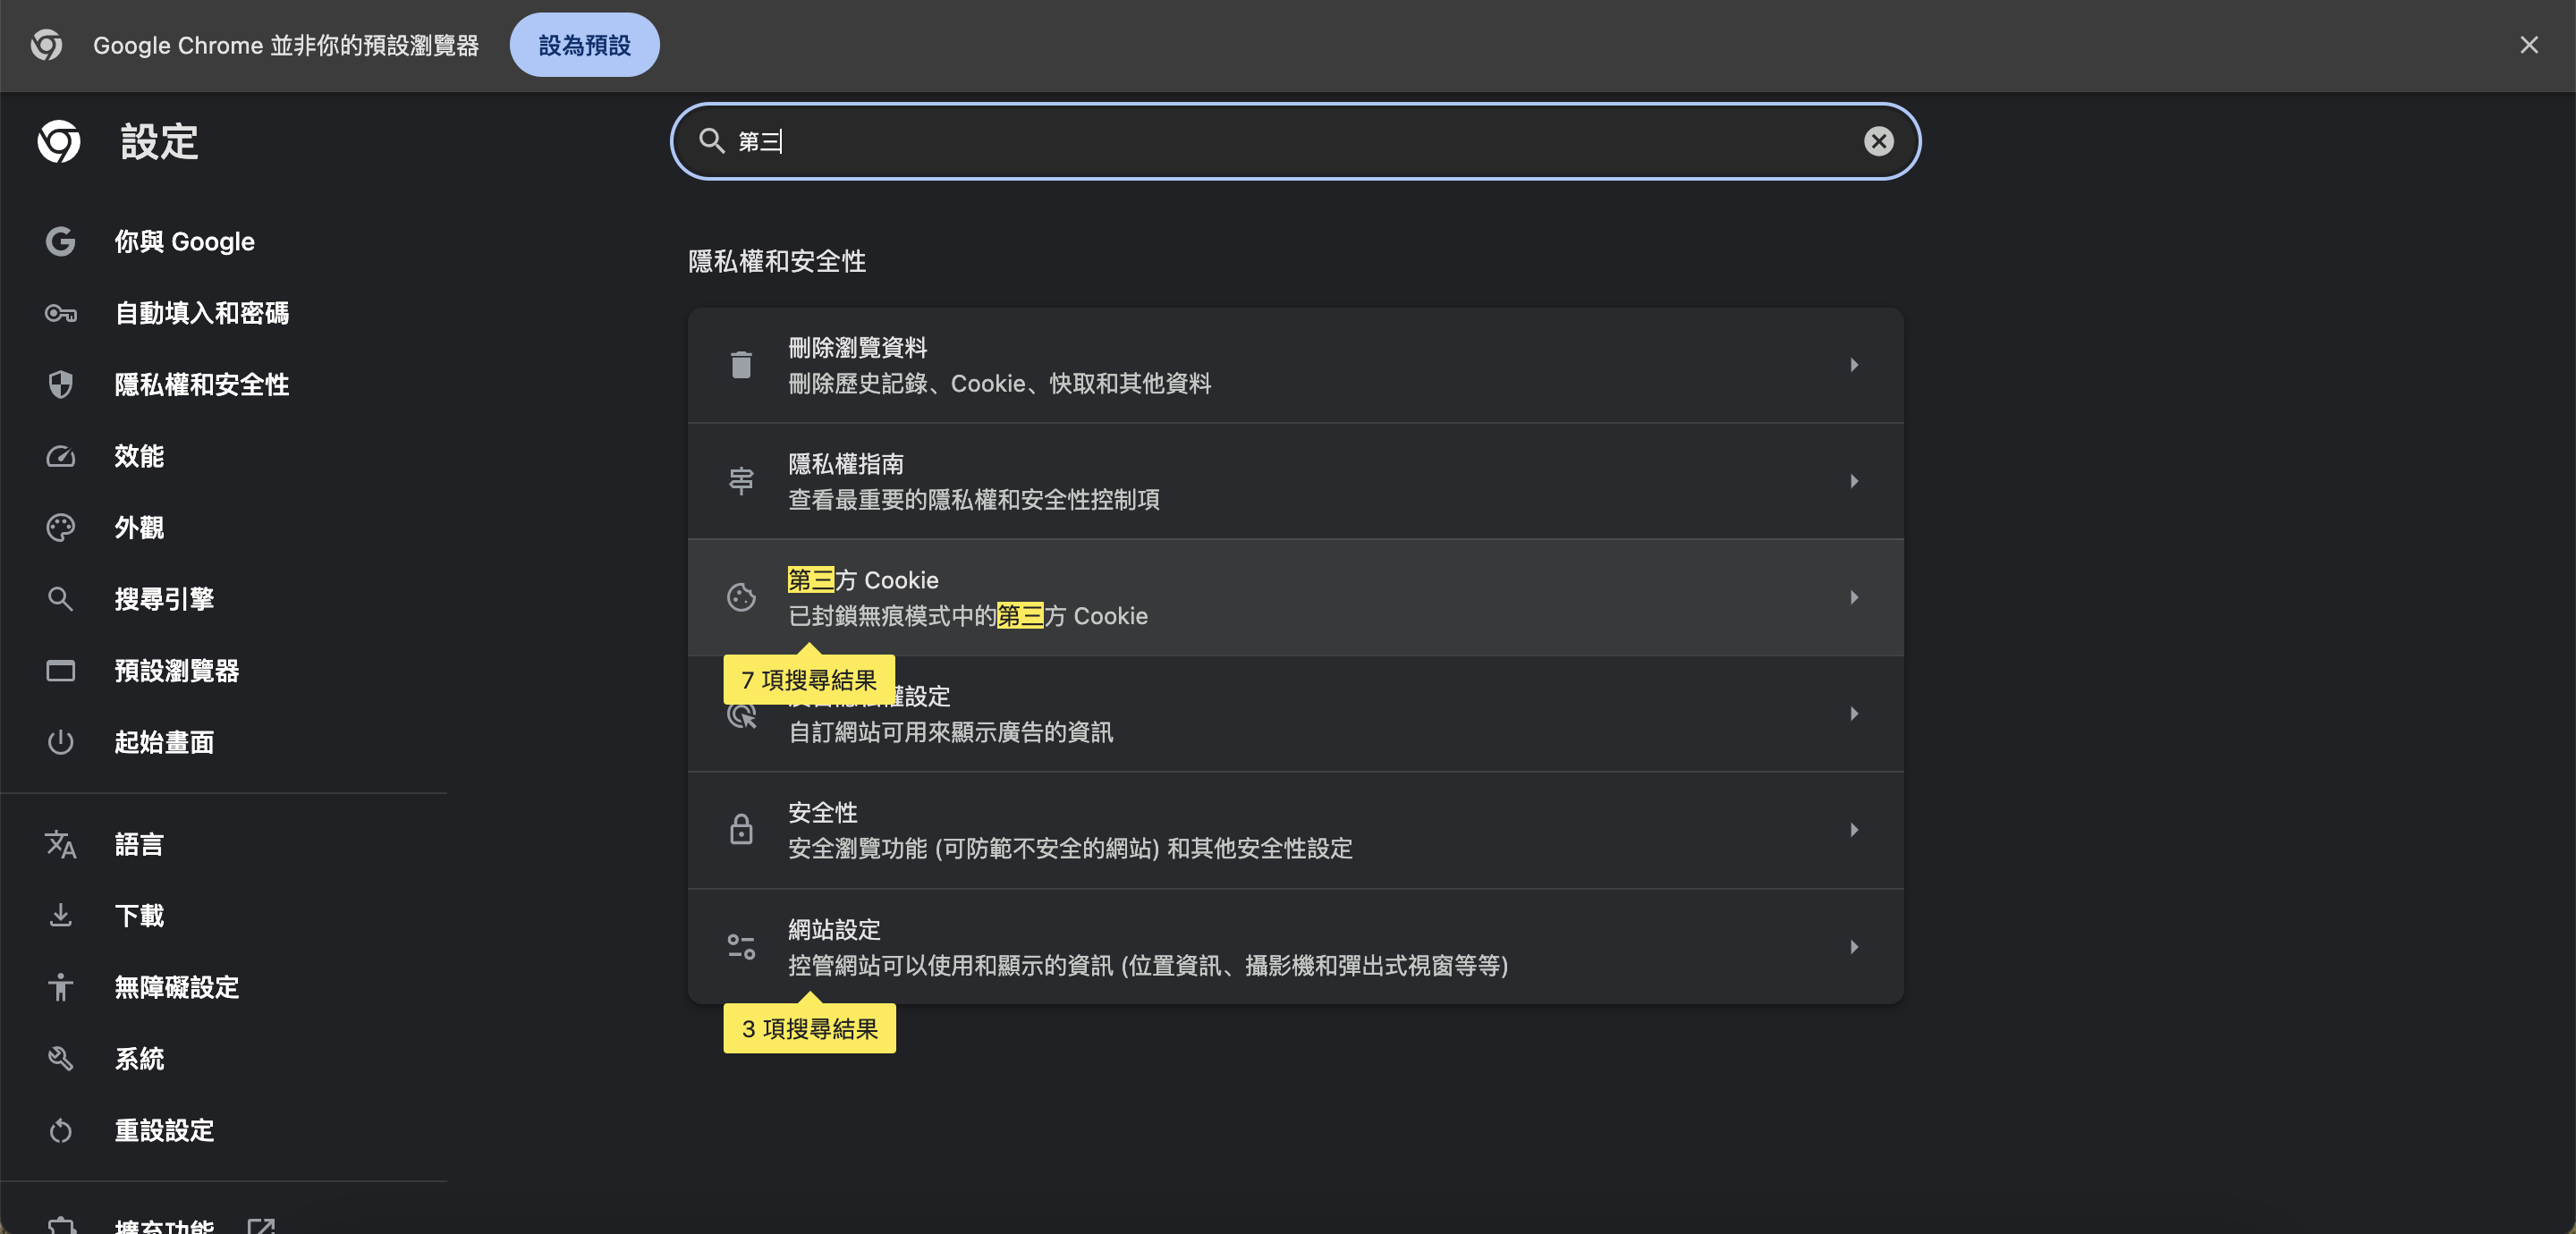 Google Chrome 並非你的預設瀏覽器
設為預設
設定
第三
你與 Google
自動填入和密碼
隱私權和安全性
效能
外觀
搜尋引擎
預設瀏覽器
起始畫面
語言
下載
無障礙設定
系統
重設設定
擴充功能
隱私權和安全性
刪除瀏覽資料
刪除歷史記錄、Cookie、快取和其他資料
隱私權指南
查看最重要的隱私權和安全性控制項
第三方 Cookie
已封鎖無痕模式中的第三方 Cookie
7 項搜尋結果
權設定
自訂網站可用來顯示廣告的資訊
安全性
安全瀏覽功能 (可防範不安全的網站) 和其他安全性設定
網站設定
控管網站可以使用和顯示的資訊 (位置資訊、攝影機和彈出式視窗等等)
3 項搜尋結果